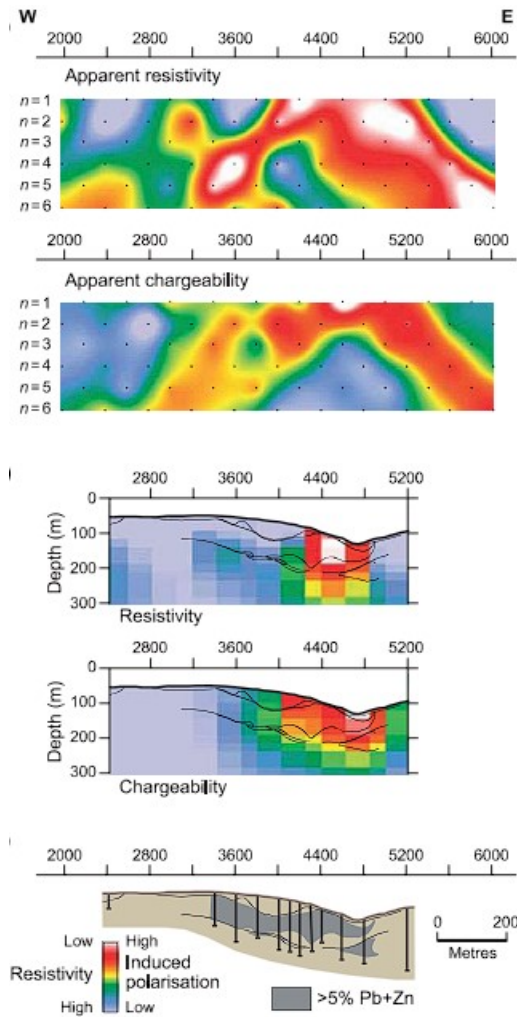 W E
2000 2800 3600 4400 5200 6000
Apparent resistivity
n=1
n=2
n=3
n=4
n=5
n=6
2000 2800 3600 4400 5200 6000
Apparent chargeability
n=1
n=2
n=3
n=4
n=5
n=6
2800 3600 4400 5200
0
100
200
300
Depth (m)
Resistivity
2800 3600 4400 5200
0
100
200
300
Depth (m)
Chargeability
2000 2800 3600 4400 5200 6000
Low High
Resistivity Induced
polarisation
High Low
>5% Pb+Zn
0 200
Metres